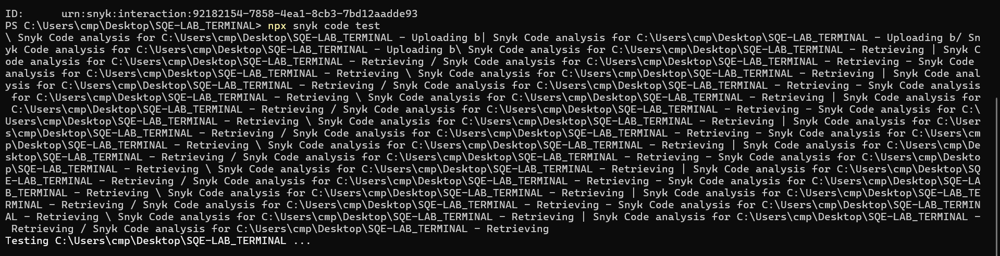 ID:      urn:snyk:interaction:92182154-7858-4ea1-8cb3-7bd12aadde93
PS C:\Users\cmp\Desktop\SQE-LAB_TERMINAL> npx snyk code test
\ Snyk Code analysis for C:\Users\cmp\Desktop\SQE-LAB_TERMINAL - Uploading b| Snyk Code analysis for C:\Users\cmp\Desktop\SQE-LAB_TERMINAL - Uploading b/ Sn
yk Code analysis for C:\Users\cmp\Desktop\SQE-LAB_TERMINAL - Uploading b\ Snyk Code analysis for C:\Users\cmp\Desktop\SQE-LAB_TERMINAL - Retrieving | Snyk C
ode analysis for C:\Users\cmp\Desktop\SQE-LAB_TERMINAL - Retrieving / Snyk Code analysis for C:\Users\cmp\Desktop\SQE-LAB_TERMINAL - Retrieving - Snyk Code
analysis for C:\Users\cmp\Desktop\SQE-LAB_TERMINAL - Retrieving \ Snyk Code analysis for C:\Users\cmp\Desktop\SQE-LAB_TERMINAL - Retrieving | Snyk Code anal
ysis for C:\Users\cmp\Desktop\SQE-LAB_TERMINAL - Retrieving / Snyk Code analysis for C:\Users\cmp\Desktop\SQE-LAB_TERMINAL - Retrieving - Snyk Code analysis
 for C:\Users\cmp\Desktop\SQE-LAB_TERMINAL - Retrieving \ Snyk Code analysis for C:\Users\cmp\Desktop\SQE-LAB_TERMINAL - Retrieving | Snyk Code analysis for
 C:\Users\cmp\Desktop\SQE-LAB_TERMINAL - Retrieving / Snyk Code analysis for C:\Users\cmp\Desktop\SQE-LAB_TERMINAL - Retrieving - Snyk Code analysis for C:\
Users\cmp\Desktop\SQE-LAB_TERMINAL - Retrieving \ Snyk Code analysis for C:\Users\cmp\Desktop\SQE-LAB_TERMINAL - Retrieving | Snyk Code analysis for C:\User
s\cmp\Desktop\SQE-LAB_TERMINAL - Retrieving / Snyk Code analysis for C:\Users\cmp\Desktop\SQE-LAB_TERMINAL - Retrieving - Snyk Code analysis for C:\Users\cm
p\Desktop\SQE-LAB_TERMINAL - Retrieving \ Snyk Code analysis for C:\Users\cmp\Desktop\SQE-LAB_TERMINAL - Retrieving | Snyk Code analysis for C:\Users\cmp\De
sktop\SQE-LAB_TERMINAL - Retrieving / Snyk Code analysis for C:\Users\cmp\Desktop\SQE-LAB_TERMINAL - Retrieving - Snyk Code analysis for C:\Users\cmp\Deskto
p\SQE-LAB_TERMINAL - Retrieving \ Snyk Code analysis for C:\Users\cmp\Desktop\SQE-LAB_TERMINAL - Retrieving | Snyk Code analysis for C:\Users\cmp\Desktop\SQ
E-LAB_TERMINAL - Retrieving / Snyk Code analysis for C:\Users\cmp\Desktop\SQE-LAB_TERMINAL - Retrieving - Snyk Code analysis for C:\Users\cmp\Desktop\SQE-LA
B_TERMINAL - Retrieving \ Snyk Code analysis for C:\Users\cmp\Desktop\SQE-LAB_TERMINAL - Retrieving | Snyk Code analysis for C:\Users\cmp\Desktop\SQE-LAB_TE
RMINAL - Retrieving / Snyk Code analysis for C:\Users\cmp\Desktop\SQE-LAB_TERMINAL - Retrieving - Snyk Code analysis for C:\Users\cmp\Desktop\SQE-LAB_TERMIN
AL - Retrieving \ Snyk Code analysis for C:\Users\cmp\Desktop\SQE-LAB_TERMINAL - Retrieving | Snyk Code analysis for C:\Users\cmp\Desktop\SQE-LAB_TERMINAL -
 Retrieving / Snyk Code analysis for C:\Users\cmp\Desktop\SQE-LAB_TERMINAL - Retrieving
Testing C:\Users\cmp\Desktop\SQE-LAB_TERMINAL ...